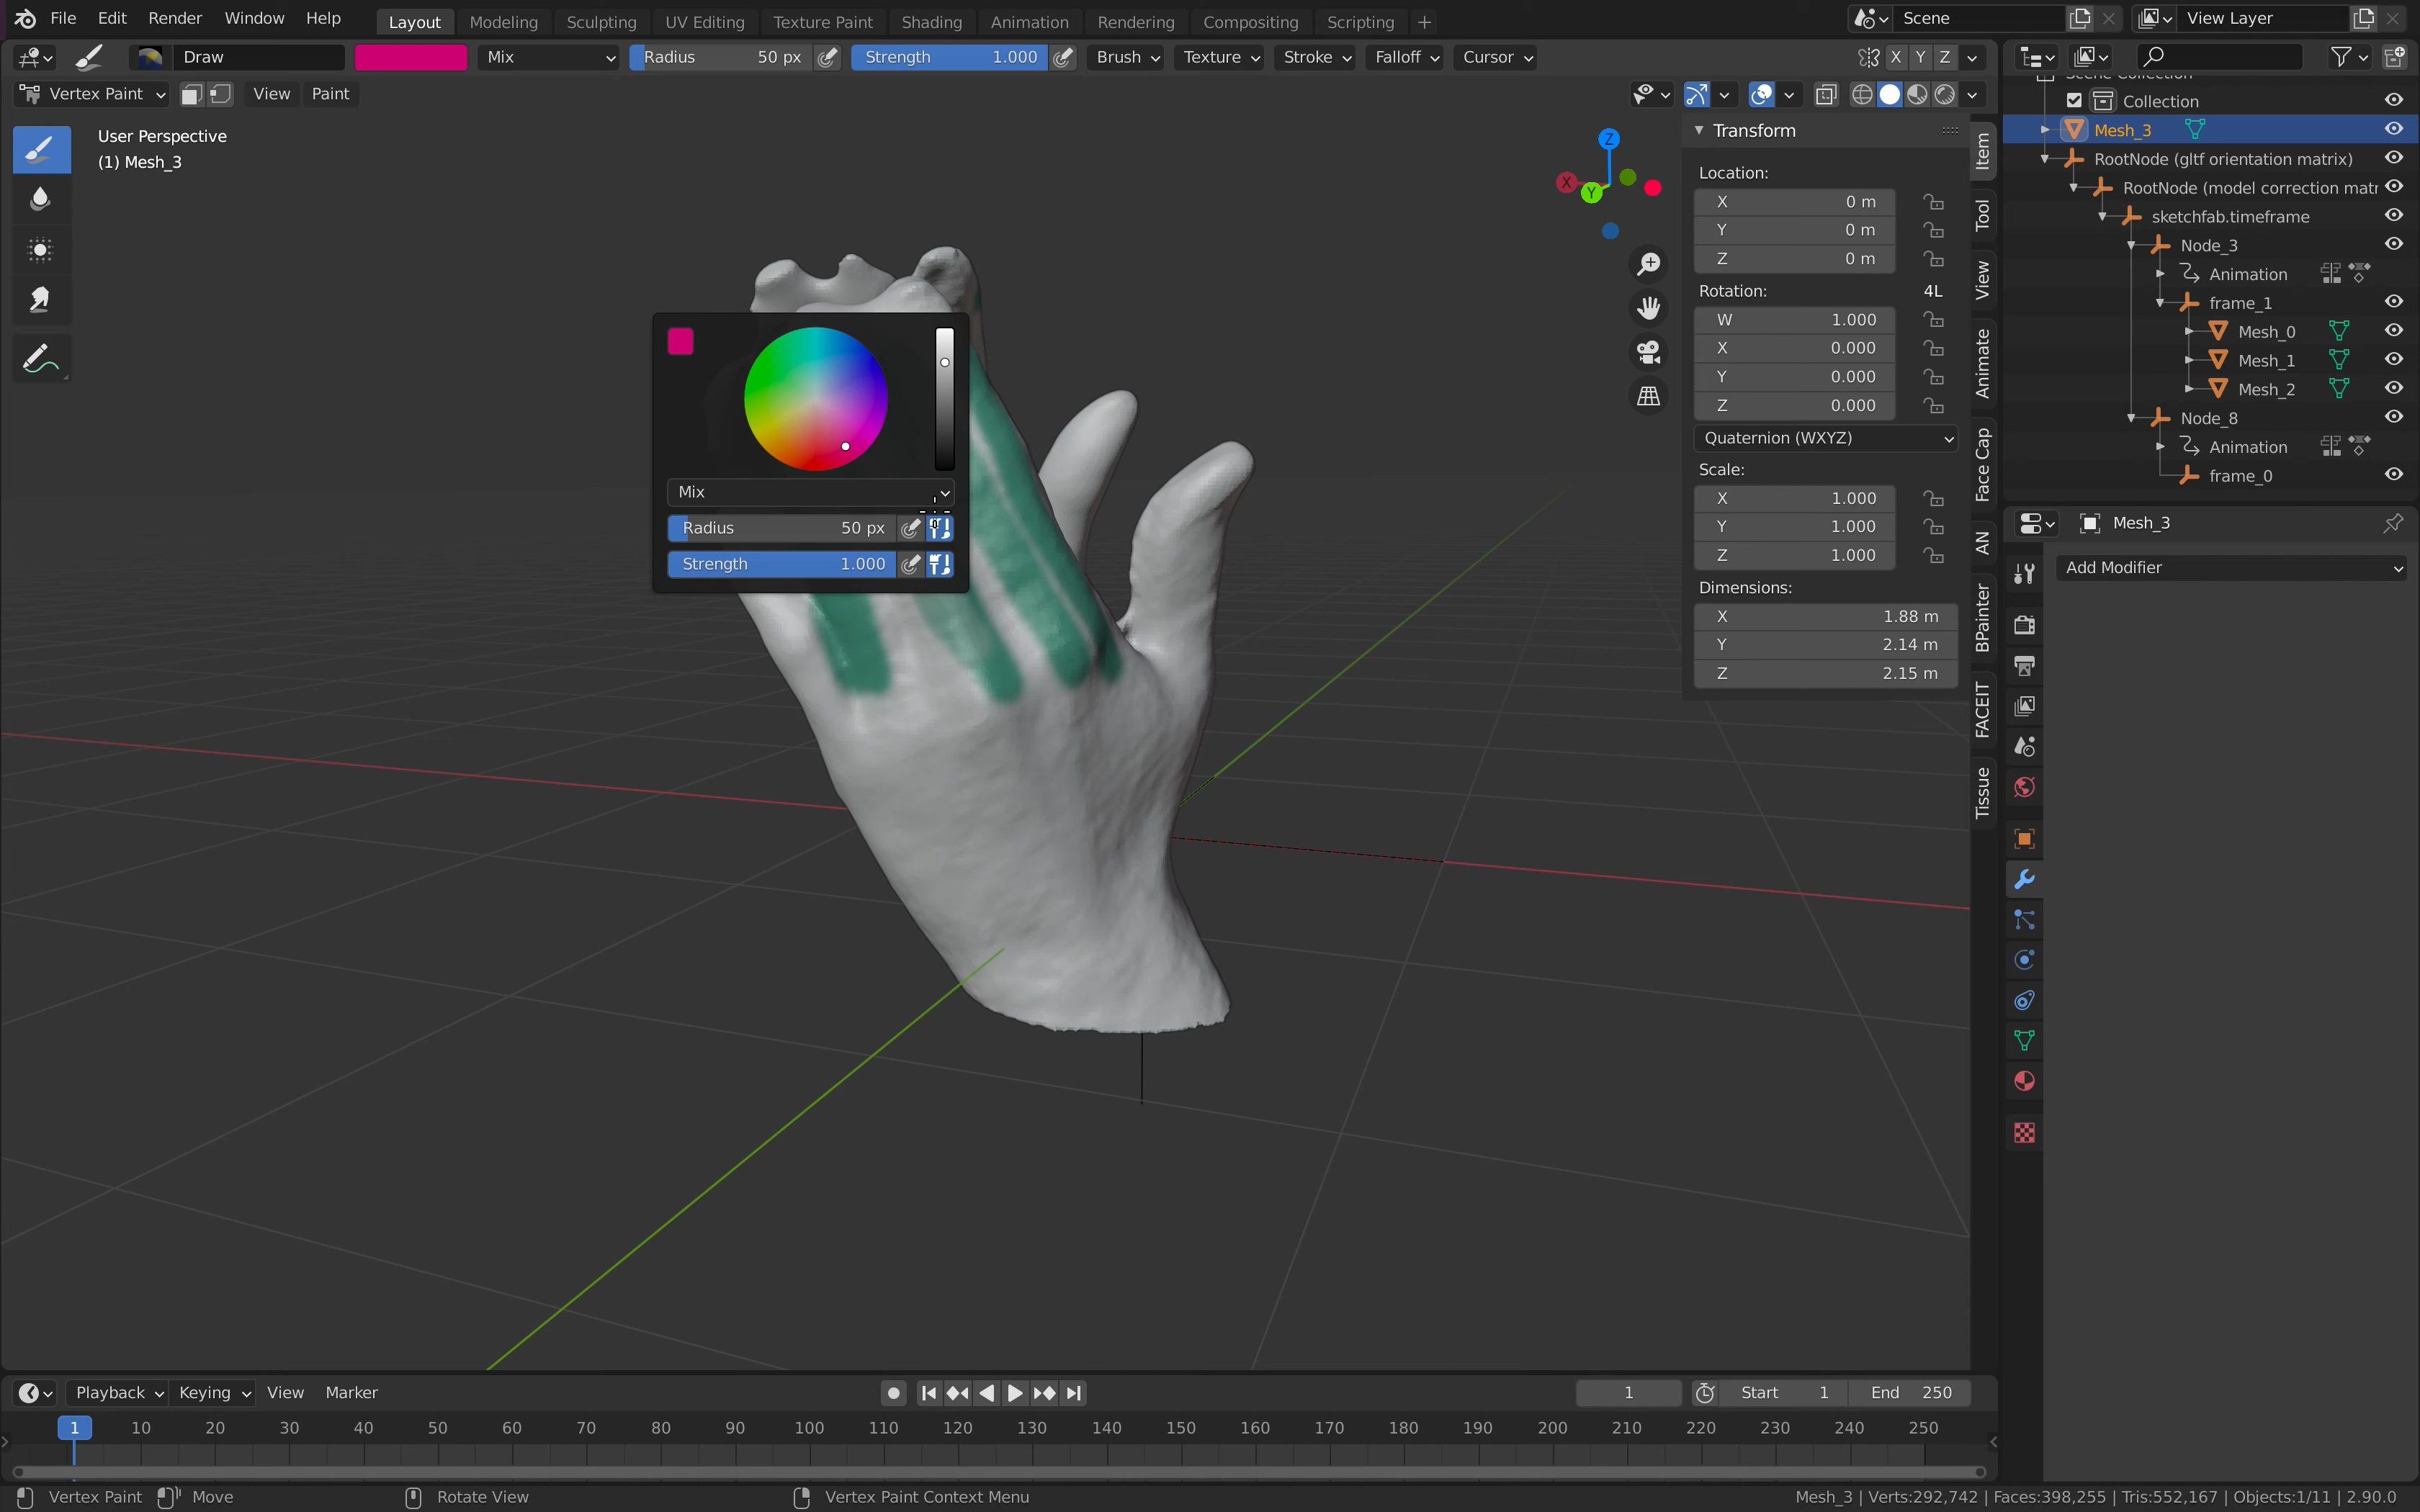 File Edit Render Window Help Layout Modeling Sculpting UV Editing Texture Paint Shading Animation Rendering Compositing Scripting + Scene View Layer
Draw Mix Radius 50 px Strength 1.000 Brush Texture Stroke Falloff Cursor X Y Z
Vertex Paint View Paint
User Perspective
(1) Mesh_3
Z
X
Y
Mix
Radius 50 px
Strength 1.000
Transform
Location:
X 0 m
Y 0 m
Z 0 m
Rotation: 4L
W 1.000
X 0.000
Y 0.000
Z 0.000
Quaternion (WXYZ)
Scale:
X 1.000
Y 1.000
Z 1.000
Dimensions:
X 1.88 m
Y 2.14 m
Z 2.15 m
Item
Tool
View
Animate
Face Cap
AN
BPainter
FACEIT
Tissue
Scene Collection
Collection
Mesh_3
RootNode (gltf orientation matrix)
RootNode (model correction matr
sketchfab.timeframe
Node_3
Animation
frame_1
Mesh_0
Mesh_1
Mesh_2
Node_8
Animation
frame_0
Mesh_3
Add Modifier
Playback Keying View Marker 1 Start 1 End 250
1 10 20 30 40 50 60 70 80 90 100 110 120 130 140 150 160 170 180 190 200 210 220 230 240 250
Vertex Paint Move Rotate View Vertex Paint Context Menu Mesh_3 | Verts:292,742 | Faces:398,255 | Tris:552,167 | Objects:1/11 | 2.90.0